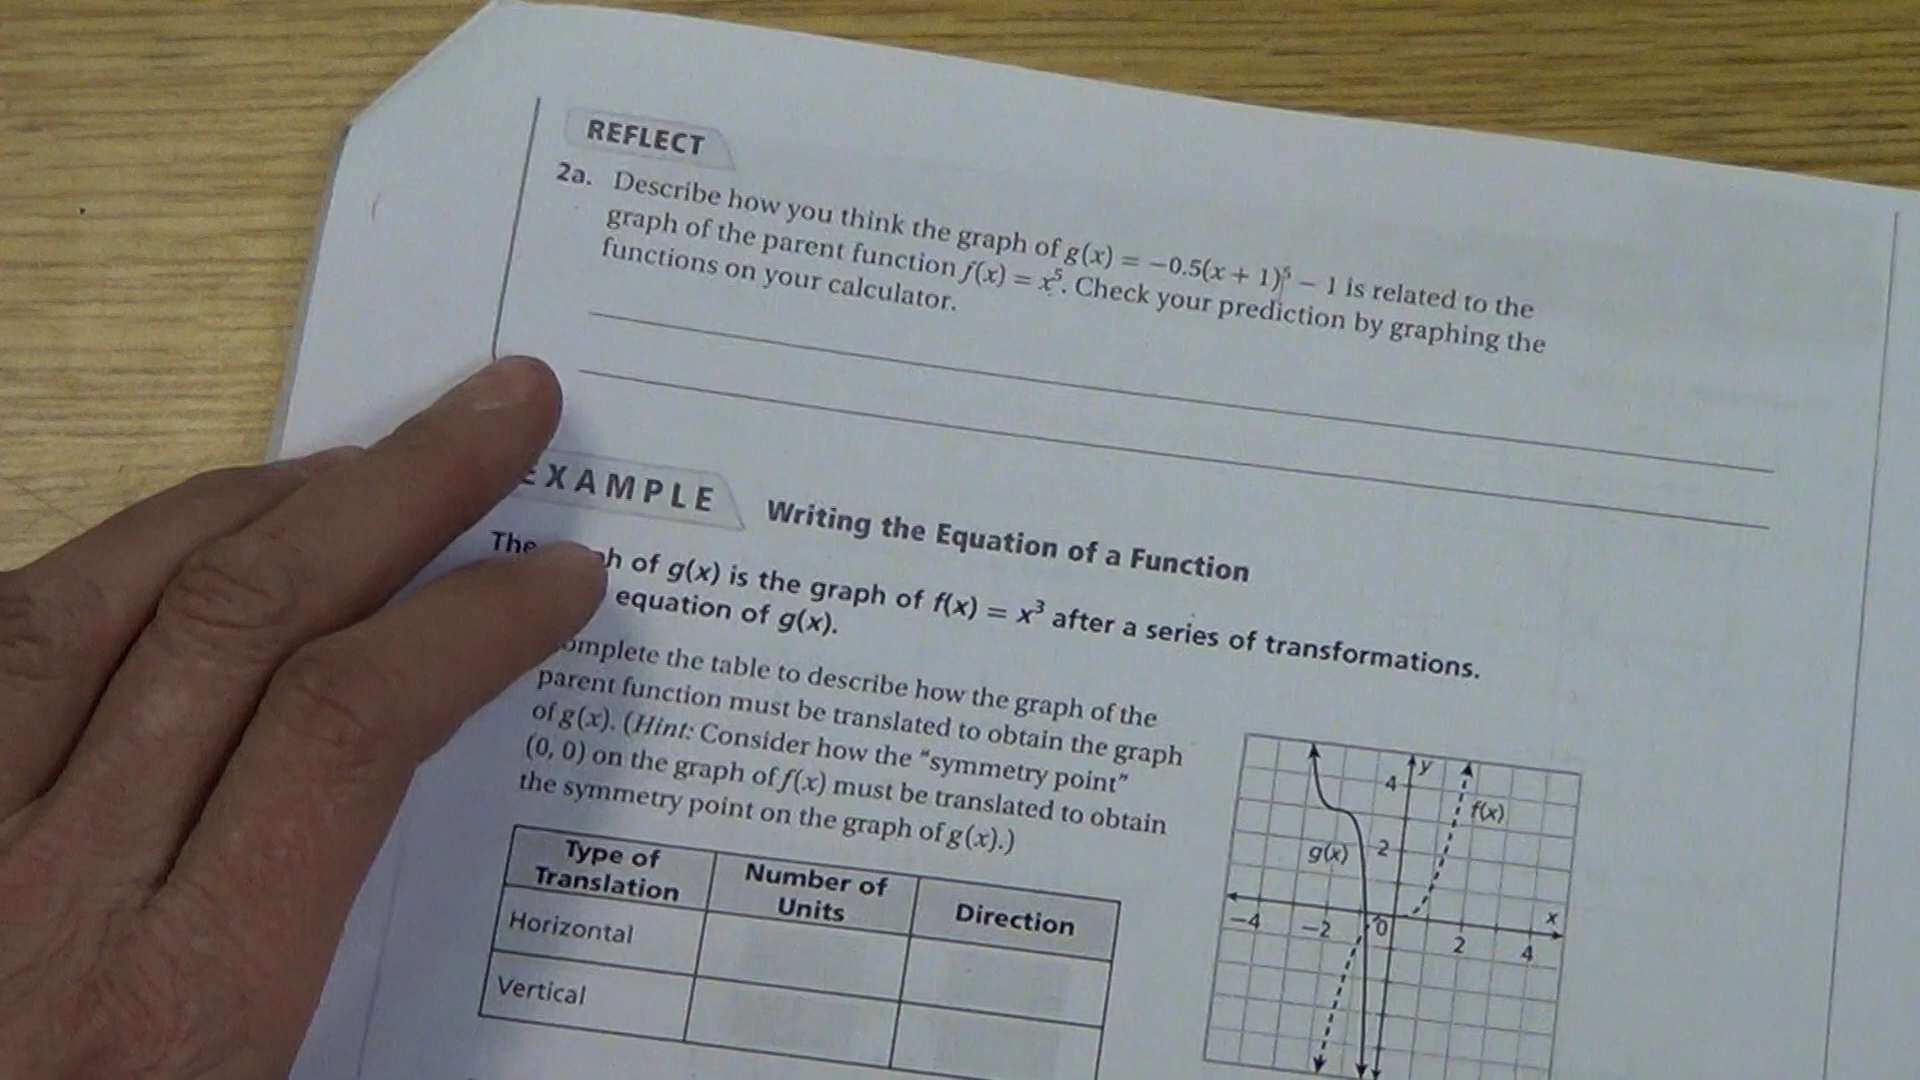 REFLECT
2a. Describe how you think the graph of g(x) = −0.5(x + 1)⁵ − 1 is related to the
graph of the parent function f(x) = x⁵. Check your prediction by graphing the
functions on your calculator.
EXAMPLE Writing the Equation of a Function
The of g(x) is the graph of f(x) = x³ after a series of transformations.
equation of g(x).
omplete the table to describe how the graph of the
parent function must be translated to obtain the graph
of g(x). (Hint: Consider how the “symmetry point”
(0, 0) on the graph of f(x) must be translated to obtain
the symmetry point on the graph of g(x).)
Type of Translation Number of Units Direction
Horizontal
Vertical
y
4
f(x)
g(x) 2
−4 −2 0 2 4 x